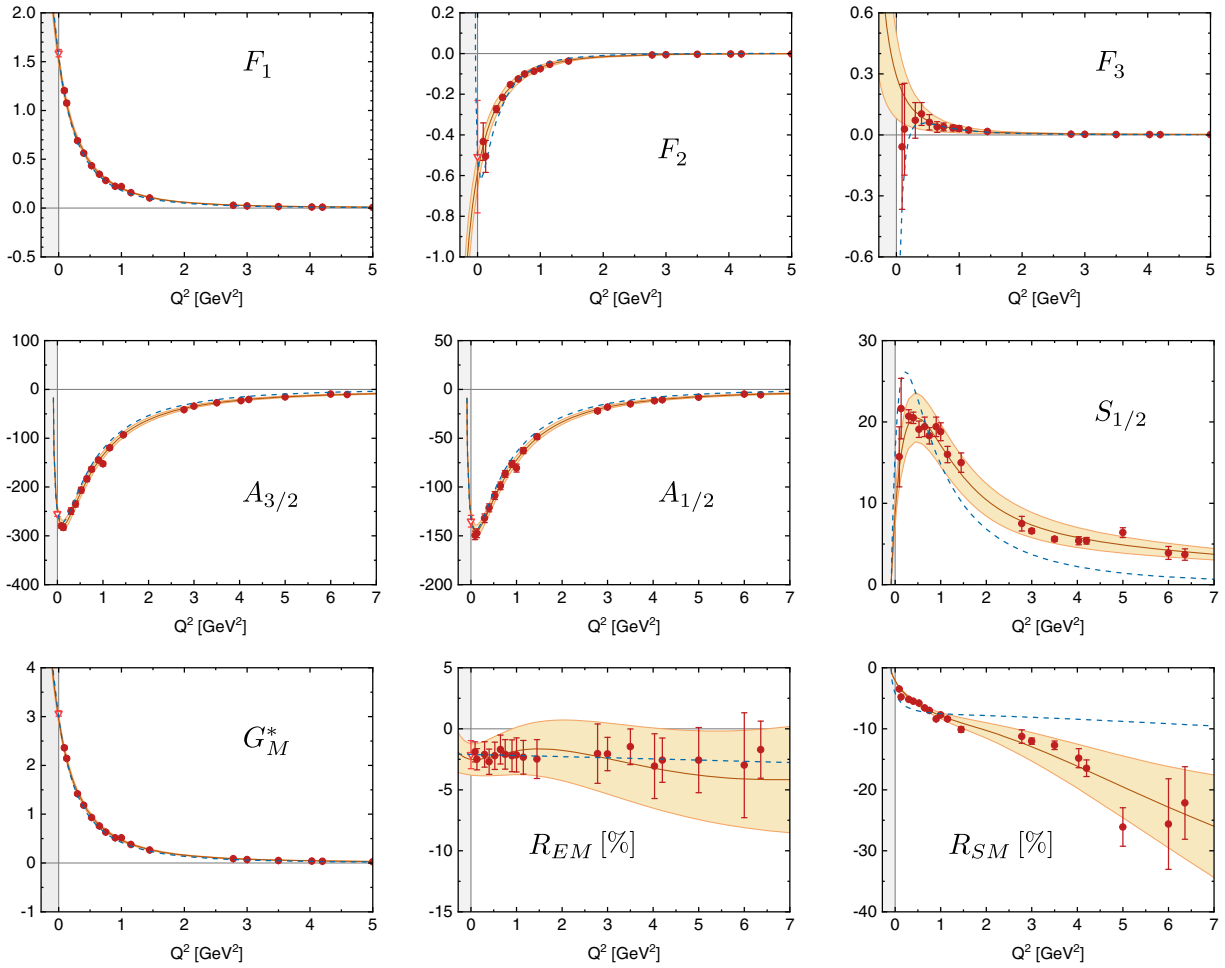 2.0
1.5
1.0
0.5
0.0
-0.5
F1
0 1 2 3 4 5
Q² [GeV²]
0.2
0.0
-0.2
-0.4
-0.6
-0.8
-1.0
F2
0 1 2 3 4 5
Q² [GeV²]
0.6
0.3
0.0
-0.3
-0.6
F3
0 1 2 3 4 5
Q² [GeV²]
100
0
-100
-200
-300
-400
A3/2
0 1 2 3 4 5 6 7
Q² [GeV²]
50
0
-50
-100
-150
-200
A1/2
0 1 2 3 4 5 6 7
Q² [GeV²]
30
20
10
0
S1/2
0 1 2 3 4 5 6 7
Q² [GeV²]
4
3
2
1
0
-1
G*M
0 1 2 3 4 5
Q² [GeV²]
5
0
-5
-10
-15
REM [%]
0 1 2 3 4 5 6 7
Q² [GeV²]
0
-10
-20
-30
-40
RSM [%]
0 1 2 3 4 5 6 7
Q² [GeV²]